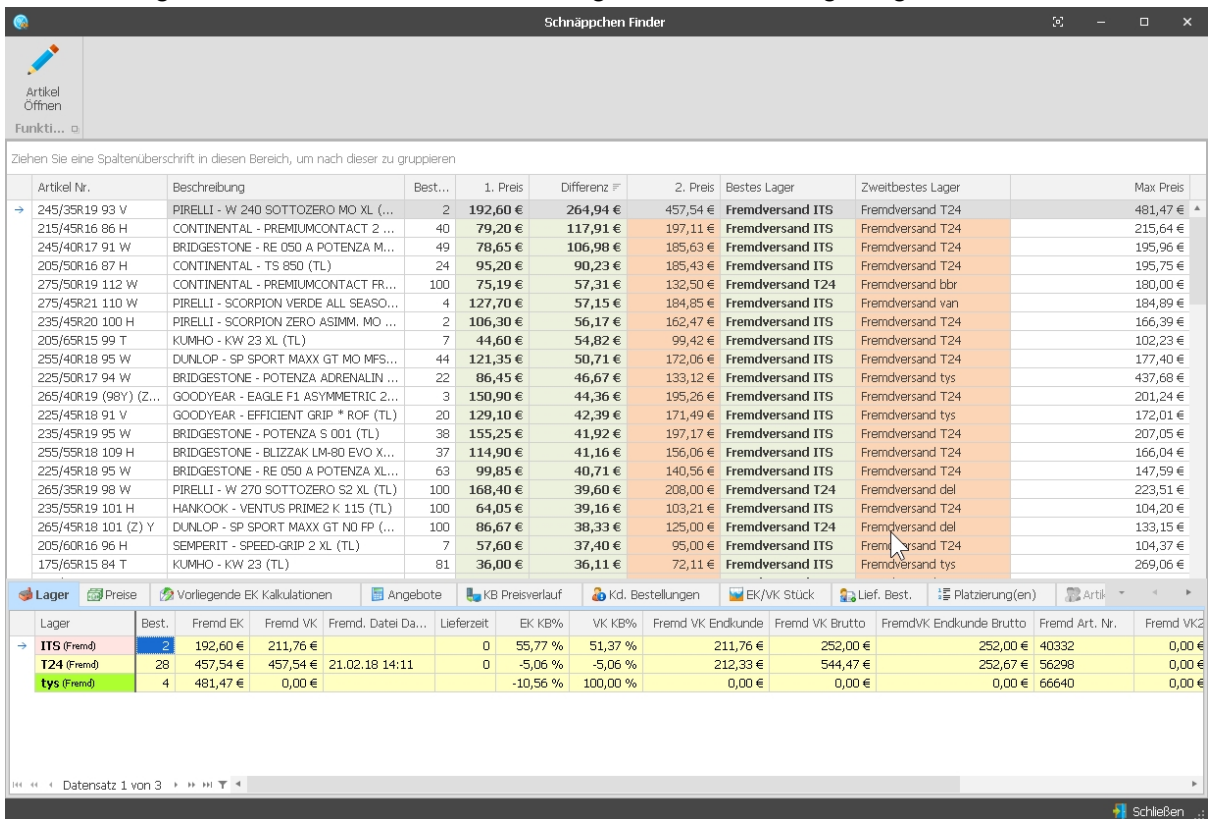 Schnäppchen Finder
Artikel
Öffnen
Funkti...
Ziehen Sie eine Spaltenüberschrift in diesen Bereich, um nach dieser zu gruppieren
Artikel Nr. Beschreibung Best... 1. Preis Differenz 2. Preis Bestes Lager Zweitbestes Lager Max Preis
245/35R19 93 V PIRELLI - W 240 SOTTOZERO MO XL (... 2 192,60 € 264,94 € 457,54 € Fremdversand ITS Fremdversand T24 481,47 €
215/45R16 86 H CONTINENTAL - PREMIUMCONTACT 2 ... 40 79,20 € 117,91 € 197,11 € Fremdversand ITS Fremdversand T24 215,64 €
245/40R17 91 W BRIDGESTONE - RE 050 A POTENZA M... 49 78,65 € 106,98 € 185,63 € Fremdversand ITS Fremdversand T24 195,96 €
205/50R16 87 H CONTINENTAL - TS 850 (TL) 24 95,20 € 90,23 € 185,43 € Fremdversand ITS Fremdversand T24 195,75 €
275/50R19 112 W CONTINENTAL - PREMIUMCONTACT FR... 100 75,19 € 57,31 € 132,50 € Fremdversand T24 Fremdversand bbr 180,00 €
275/45R21 110 W PIRELLI - SCORPION VERDE ALL SEASO... 4 127,70 € 57,15 € 184,85 € Fremdversand ITS Fremdversand van 184,89 €
235/45R20 100 H PIRELLI - SCORPION ZERO ASIMM. MO ... 2 106,30 € 56,17 € 162,47 € Fremdversand ITS Fremdversand T24 166,39 €
205/65R15 99 T KUMHO - KW 23 XL (TL) 7 44,60 € 54,82 € 99,42 € Fremdversand ITS Fremdversand T24 102,23 €
255/40R18 95 W DUNLOP - SP SPORT MAXX GT MO MFS... 44 121,35 € 50,71 € 172,06 € Fremdversand ITS Fremdversand T24 177,40 €
225/50R17 94 W BRIDGESTONE - POTENZA ADRENALIN ... 22 86,45 € 46,67 € 133,12 € Fremdversand ITS Fremdversand tys 437,68 €
265/40R19 (98Y) (Z... GOODYEAR - EAGLE F1 ASYMMETRIC 2... 3 150,90 € 44,36 € 195,26 € Fremdversand ITS Fremdversand T24 201,24 €
225/45R18 91 V GOODYEAR - EFFICIENT GRIP * ROF (TL) 20 129,10 € 42,39 € 171,49 € Fremdversand ITS Fremdversand tys 172,01 €
235/45R19 95 W BRIDGESTONE - POTENZA S 001 (TL) 38 155,25 € 41,92 € 197,17 € Fremdversand ITS Fremdversand T24 207,05 €
255/55R18 109 H BRIDGESTONE - BLIZZAK LM-80 EVO X... 37 114,90 € 41,16 € 156,06 € Fremdversand ITS Fremdversand T24 166,04 €
225/45R18 95 W BRIDGESTONE - RE 050 A POTENZA XL... 63 99,85 € 40,71 € 140,56 € Fremdversand ITS Fremdversand T24 147,59 €
265/35R19 98 W PIRELLI - W 270 SOTTOZERO S2 XL (TL) 100 168,40 € 39,60 € 208,00 € Fremdversand T24 Fremdversand del 223,51 €
235/55R19 101 H HANKOOK - VENTUS PRIME2 K 115 (TL) 100 64,05 € 39,16 € 103,21 € Fremdversand ITS Fremdversand T24 104,20 €
265/45R18 101 (Z) Y DUNLOP - SP SPORT MAXX GT N0 FP (... 100 86,67 € 38,33 € 125,00 € Fremdversand T24 Fremdversand del 133,15 €
205/60R16 96 H SEMPERIT - SPEED-GRIP 2 XL (TL) 7 57,60 € 37,40 € 95,00 € Fremdversand ITS Fremdversand T24 104,37 €
175/65R15 84 T KUMHO - KW 23 (TL) 81 36,00 € 36,11 € 72,11 € Fremdversand ITS Fremdversand tys 269,06 €
Lager Preise Vorliegende EK Kalkulationen Angebote KB Preisverlauf Kd. Bestellungen EK/VK Stück Lief. Best. Platzierung(en) Artik
Lager Best. Fremd EK Fremd VK Fremd. Datei Da... Lieferzeit EK KB% VK KB% Fremd VK Endkunde Fremd VK Brutto FremdVK Endkunde Brutto Fremd Art. Nr. Fremd VK2
ITS (Fremd) 2 192,60 € 211,76 € 0 55,77 % 51,37 % 211,76 € 252,00 € 252,00 € 40332 0,00 €
T24 (Fremd) 28 457,54 € 457,54 € 21.02.18 14:11 0 -5,06 % -5,06 % 212,33 € 544,47 € 252,67 € 56298 0,00 €
tys (Fremd) 4 481,47 € 0,00 € -10,56 % 100,00 % 0,00 € 0,00 € 0,00 € 66640 0,00 €
Datensatz 1 von 3
Schließen